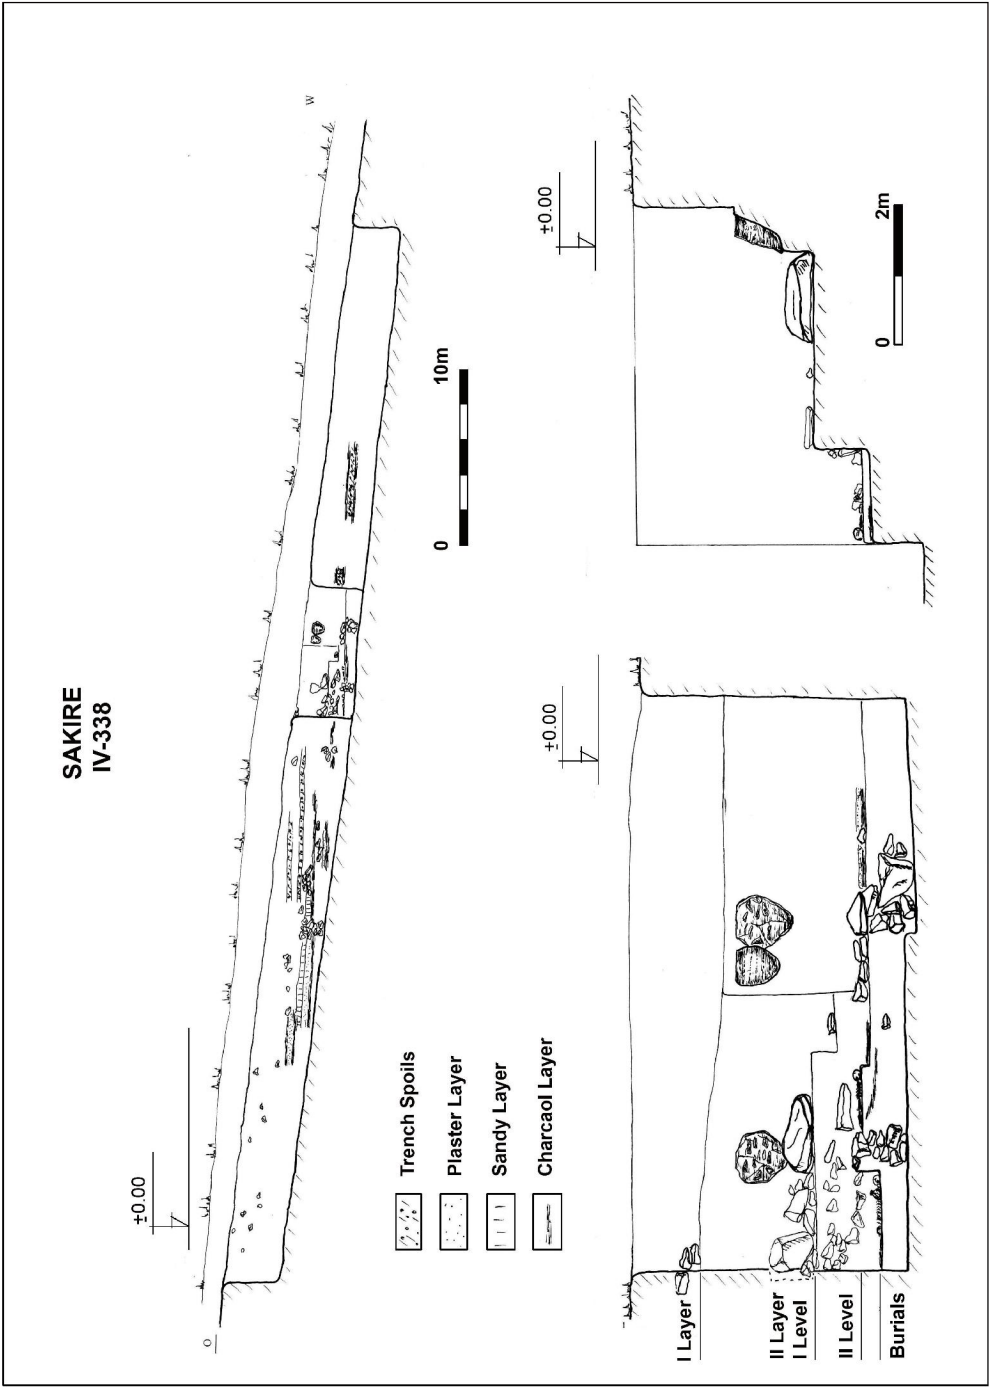 SAKIRE
IV-338
W
O
±0.00
0
10m
Trench Spoils
Plaster Layer
Sandy Layer
Charcaol Layer
±0.00
±0.00
0
2m
I Layer
II Layer
I Level
II Level
Burials